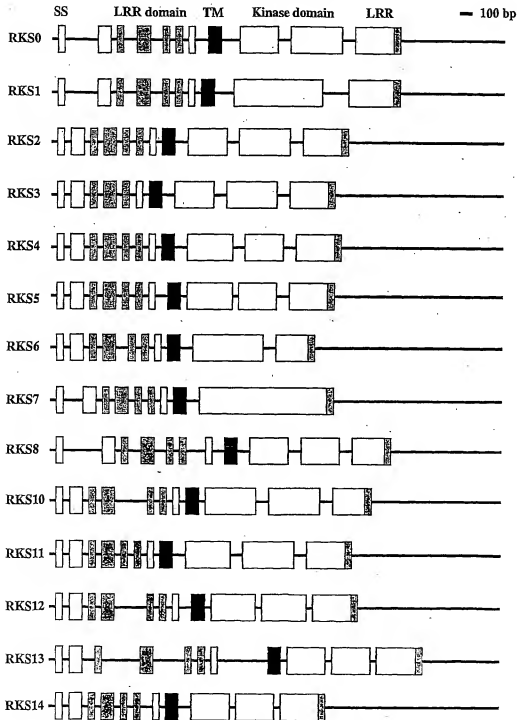 SS LRR domain TM Kinase domain LRR 100 bp
RKS0
RKS1
RKS2
RKS3
RKS4
RKS5
RKS6
RKS7
RKS8
RKS10
RKS11
RKS12
RKS13
RKS14